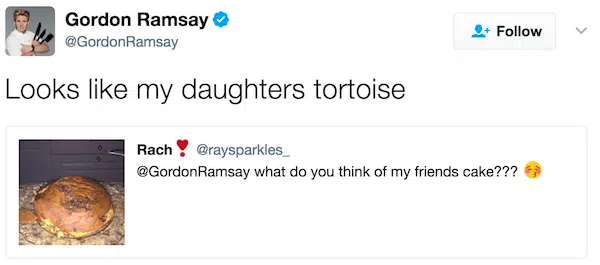 Gordon Ramsay
@GordonRamsay
Follow
Looks like my daughters tortoise
Rach❣ @raysparkles_
@GordonRamsay what do you think of my friends cake??? 😚